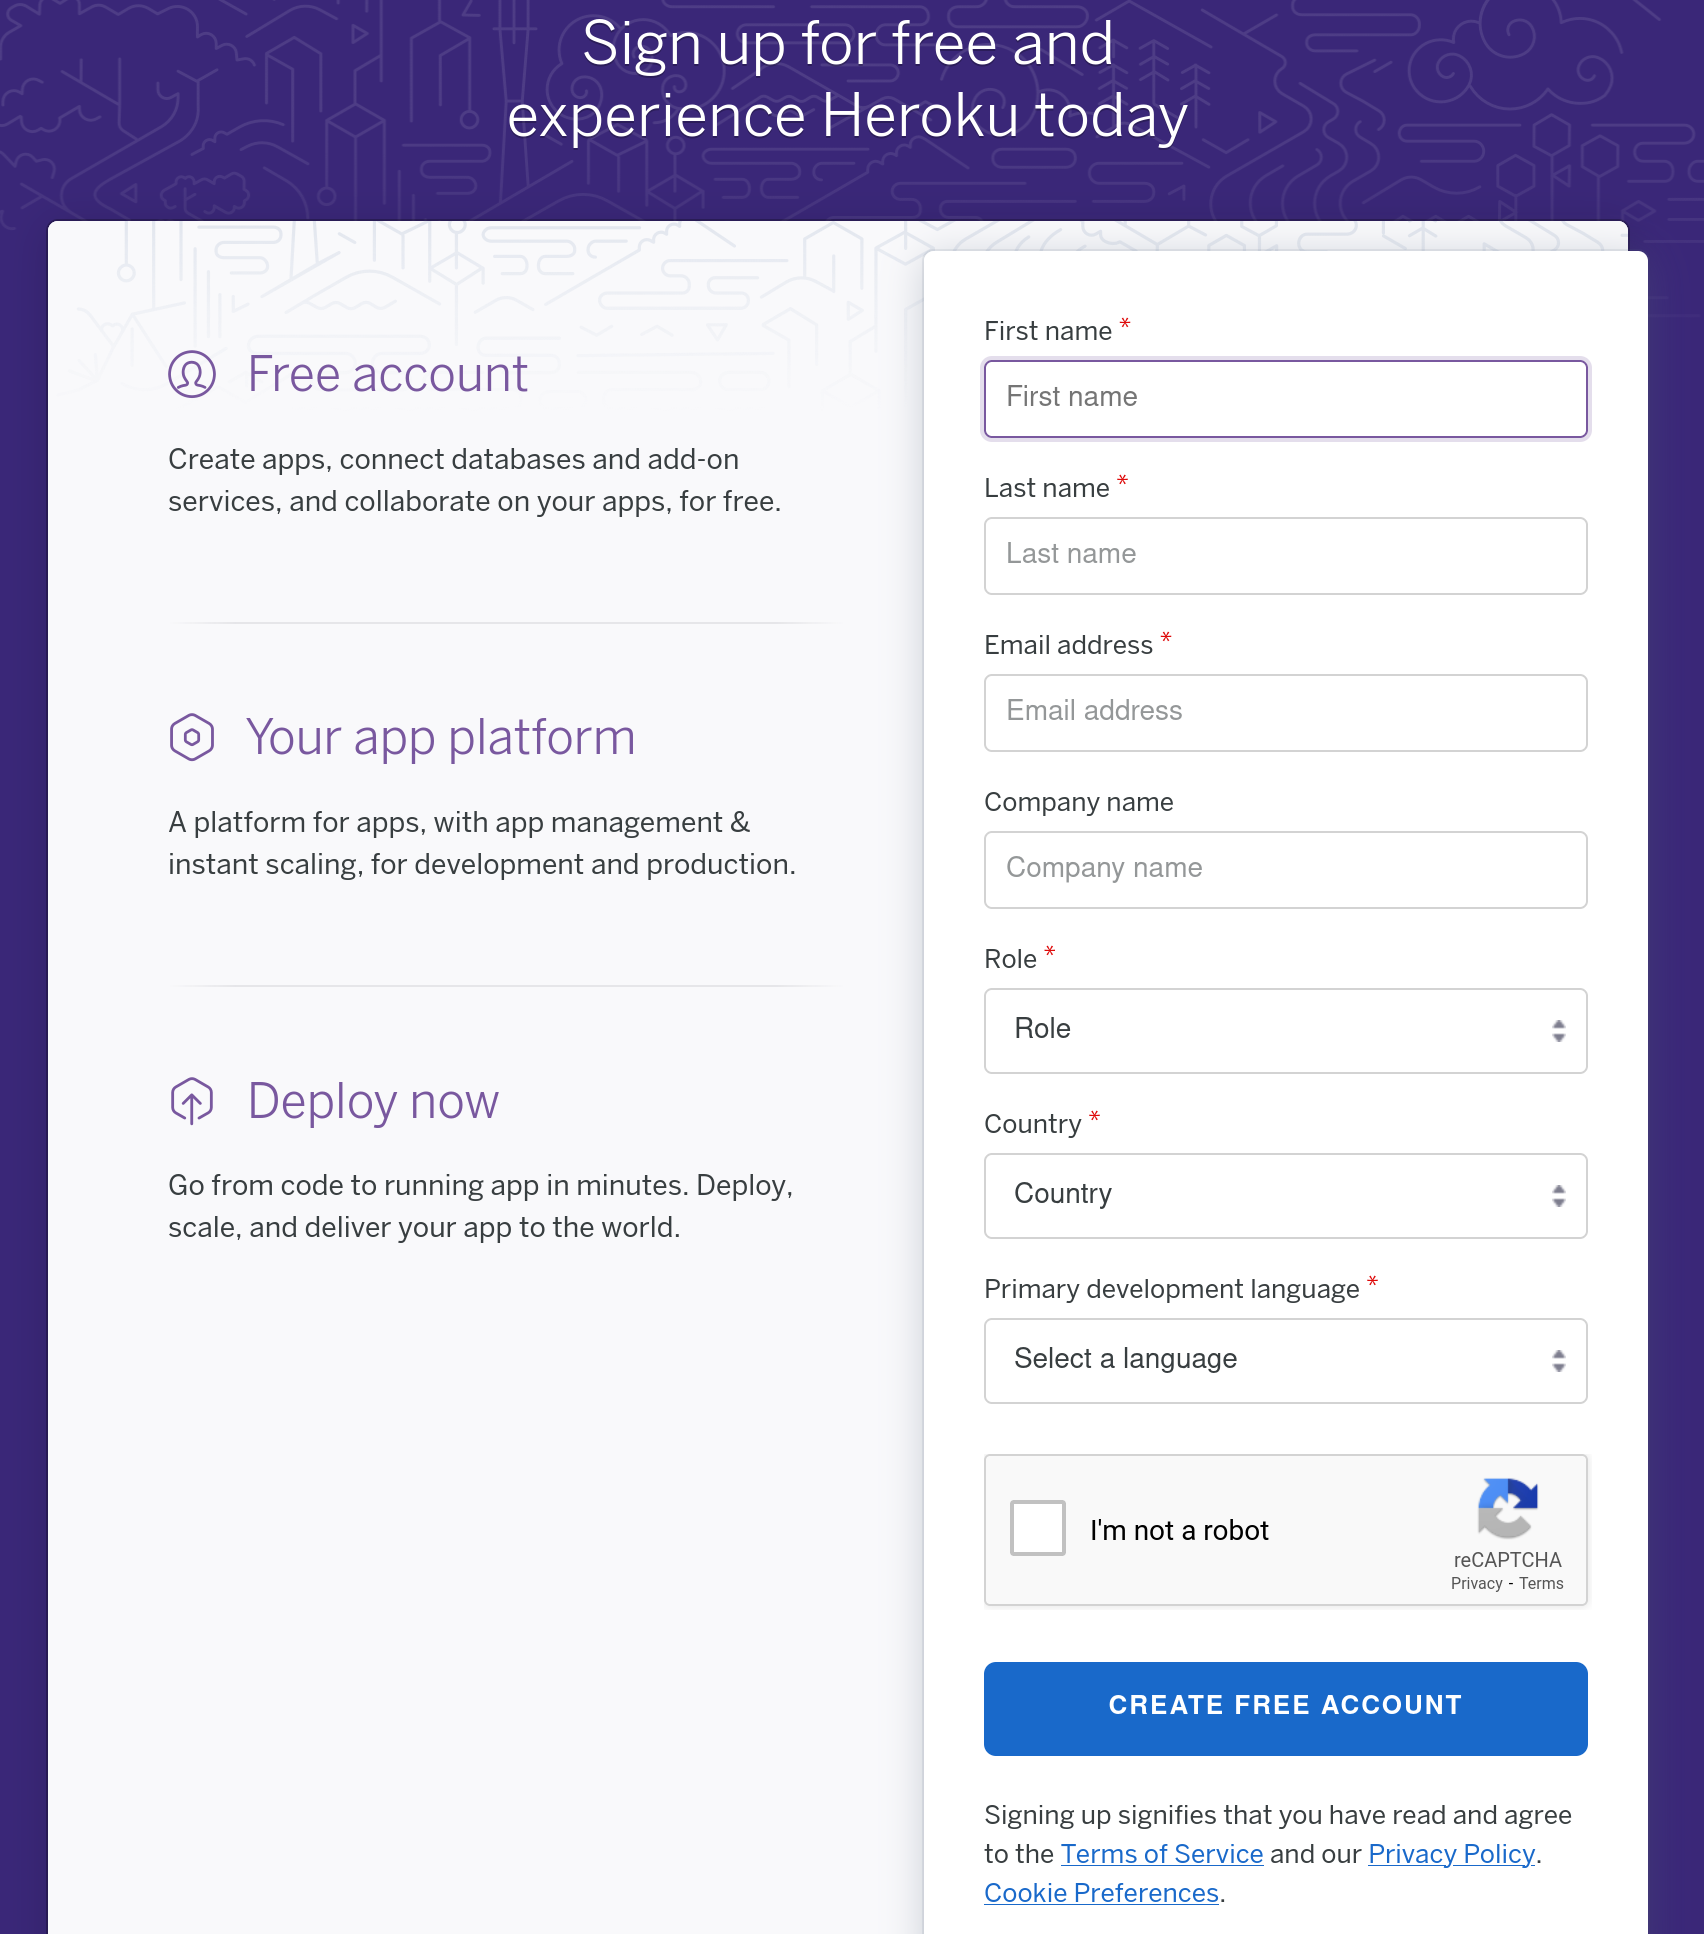 Sign up for free and
experience Heroku today
Free account
Create apps, connect databases and add-on
services, and collaborate on your apps, for free.
Your app platform
A platform for apps, with app management &
instant scaling, for development and production.
Deploy now
Go from code to running app in minutes. Deploy,
scale, and deliver your app to the world.
First name *
First name
Last name *
Last name
Email address *
Email address
Company name
Company name
Role *
Role
Country *
Country
Primary development language *
Select a language
I'm not a robot
reCAPTCHA
Privacy - Terms
CREATE FREE ACCOUNT
Signing up signifies that you have read and agree
to the Terms of Service and our Privacy Policy.
Cookie Preferences.